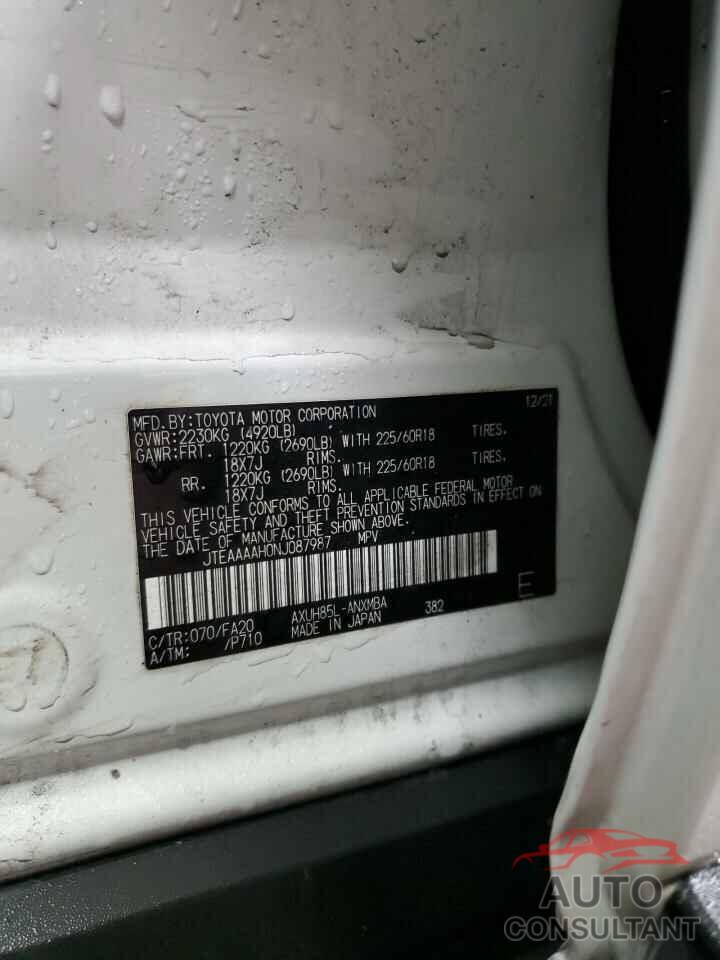 MFD. BY: TOYOTA MOTOR CORPORATION 12/21
GVWR: 2230KG (4920LB)
GAWR: FRT. 1220KG (2690LB) WITH 225/60R18 TIRES.
18X7J RIMS.
RR. 1220KG (2690LB) WITH 225/60R18 TIRES.
18X7J RIMS.
THIS VEHICLE CONFORMS TO ALL APPLICABLE FEDERAL MOTOR
VEHICLE SAFETY AND THEFT PREVENTION STANDARDS IN EFFECT ON
THE DATE OF MANUFACTURE SHOWN ABOVE.
JTEAAAAH0NJ087987 MPV
E
C/TR: 070/FA20 AXUH85L-ANXMBA 382
A/TM: /P710 MADE IN JAPAN
AUTO
CONSULTANT